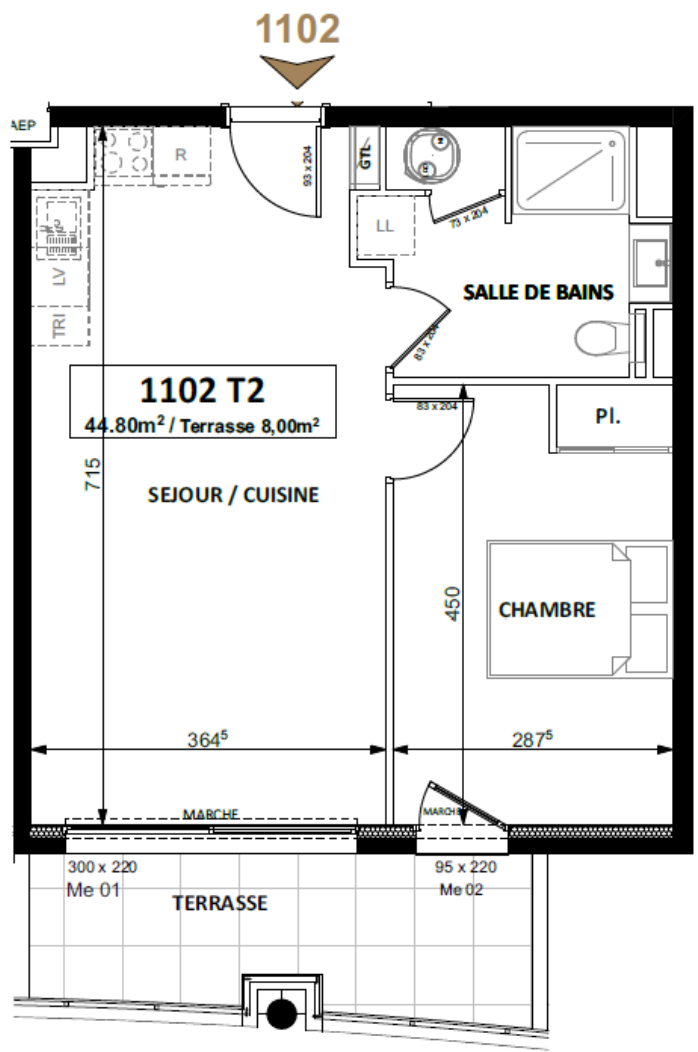 1102
AEP
R
93 x 204
GTL
73 x 204
LL
LV
TRI
SALLE DE BAINS
83 x 204
1102 T2
44.80m² / Terrasse 8,00m²
83 x 204
Pl.
715
SEJOUR / CUISINE
450
CHAMBRE
364⁵
287⁵
MARCHE
MARCHE
300 x 220
Me 01
95 x 220
Me 02
TERRASSE